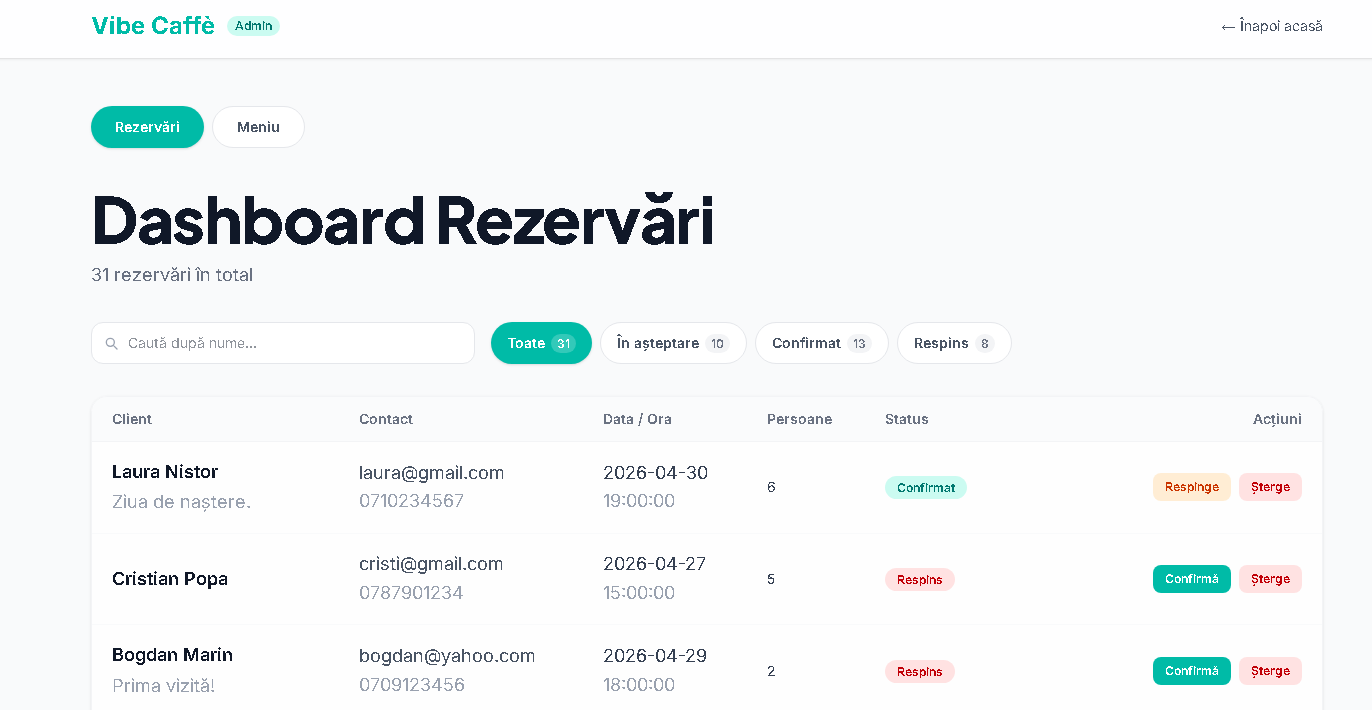 Vibe Caffè Admin ← Înapoi acasă
Rezervări Meniu
Dashboard Rezervări
31 rezervări în total
Caută după nume... Toate 31 În așteptare 10 Confirmat 13 Respins 8
Client Contact Data / Ora Persoane Status Acțiuni
Laura Nistor laura@gmail.com 2026-04-30 6 Confirmat Respinge Șterge
Ziua de naștere. 0710234567 19:00:00
Cristian Popa cristi@gmail.com 2026-04-27 5 Respins Confirmă Șterge
0787901234 15:00:00
Bogdan Marin bogdan@yahoo.com 2026-04-29 2 Respins Confirmă Șterge
Prima vizită! 0709123456 18:00:00